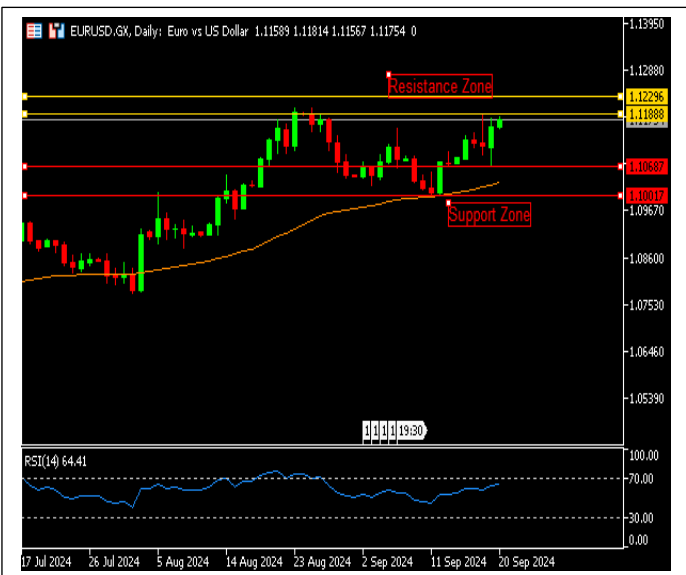 EURUSD.GX, Daily: Euro vs US Dollar 1.11589 1.11814 1.11567 1.11754 0
1.13950
1.12880
Resistance Zone
1.12296
1.11888
1.10687
1.10017
1.09670
Support Zone
1.08600
1.07530
1.06460
1.05390
1 1 1 1 19:30
RSI(14) 64.41
100.00
70.00
30.00
0.00
17 Jul 2024 26 Jul 2024 5 Aug 2024 14 Aug 2024 23 Aug 2024 2 Sep 2024 11 Sep 2024 20 Sep 2024